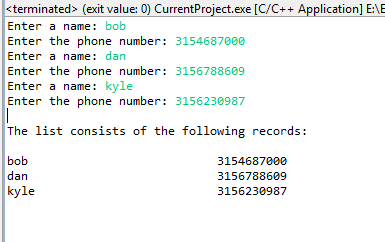 <terminated> (exit value: 0) CurrentProject.exe [C/C++ Application] E:\E
Enter a name: bob
Enter the phone number: 3154687000
Enter a name: dan
Enter the phone number: 3156788609
Enter a name: kyle
Enter the phone number: 3156230987
The list consists of the following records:
bob 3154687000
dan 3156788609
kyle 3156230987